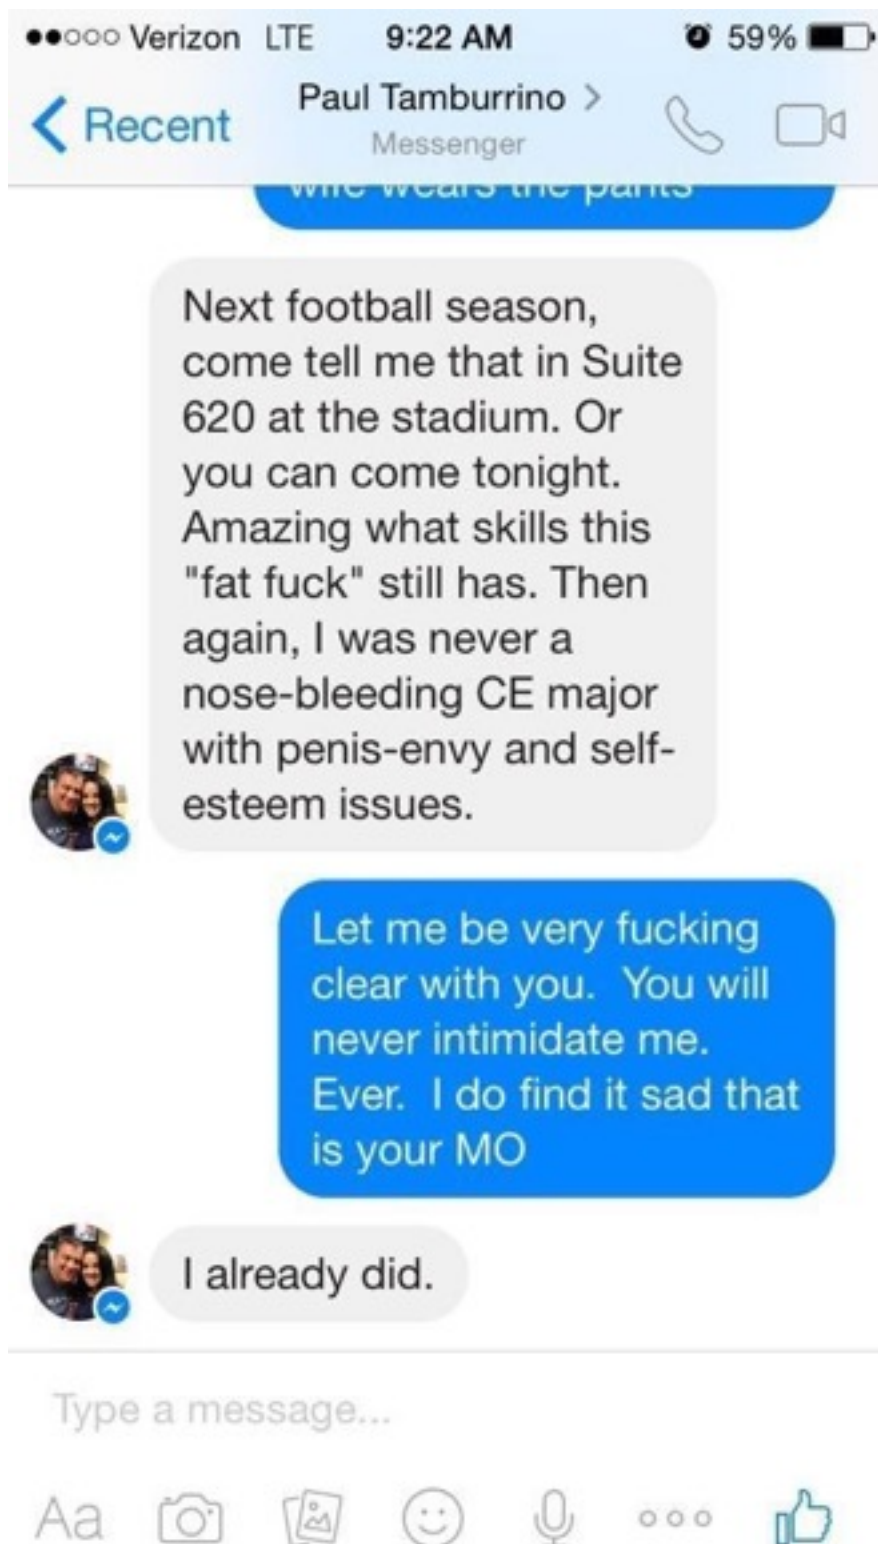 Verizon LTE 9:22 AM 59%
Recent
Paul Tamburrino
Messenger
wife wears the pants
Next football season,
come tell me that in Suite
620 at the stadium. Or
you can come tonight.
Amazing what skills this
"fat fuck" still has. Then
again, I was never a
nose-bleeding CE major
with penis-envy and self-
esteem issues.
Let me be very fucking
clear with you.  You will
never intimidate me.
Ever.  I do find it sad that
is your MO
I already did.
Type a message...
Aa